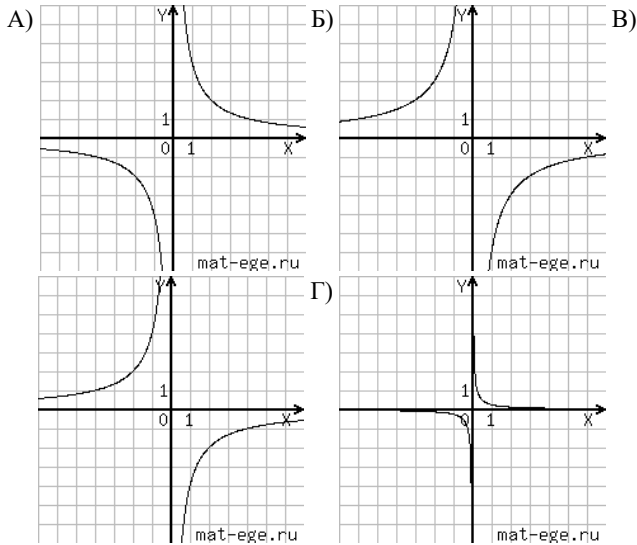 А) Y Б) Y В)
1 1
0 1 X 0 1 X
mat-ege.ru mat-ege.ru
Y Г) Y
1 1
0 1 X 0 1 X
mat-ege.ru mat-ege.ru